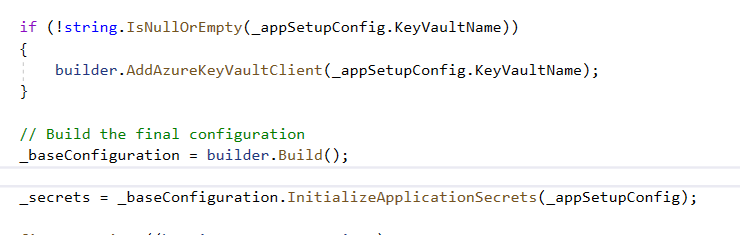 if (!string.IsNullOrEmpty(_appSetupConfig.KeyVaultName))
{
    builder.AddAzureKeyVaultClient(_appSetupConfig.KeyVaultName);
}
// Build the final configuration
_baseConfiguration = builder.Build();
_secrets = _baseConfiguration.InitializeApplicationSecrets(_appSetupConfig);